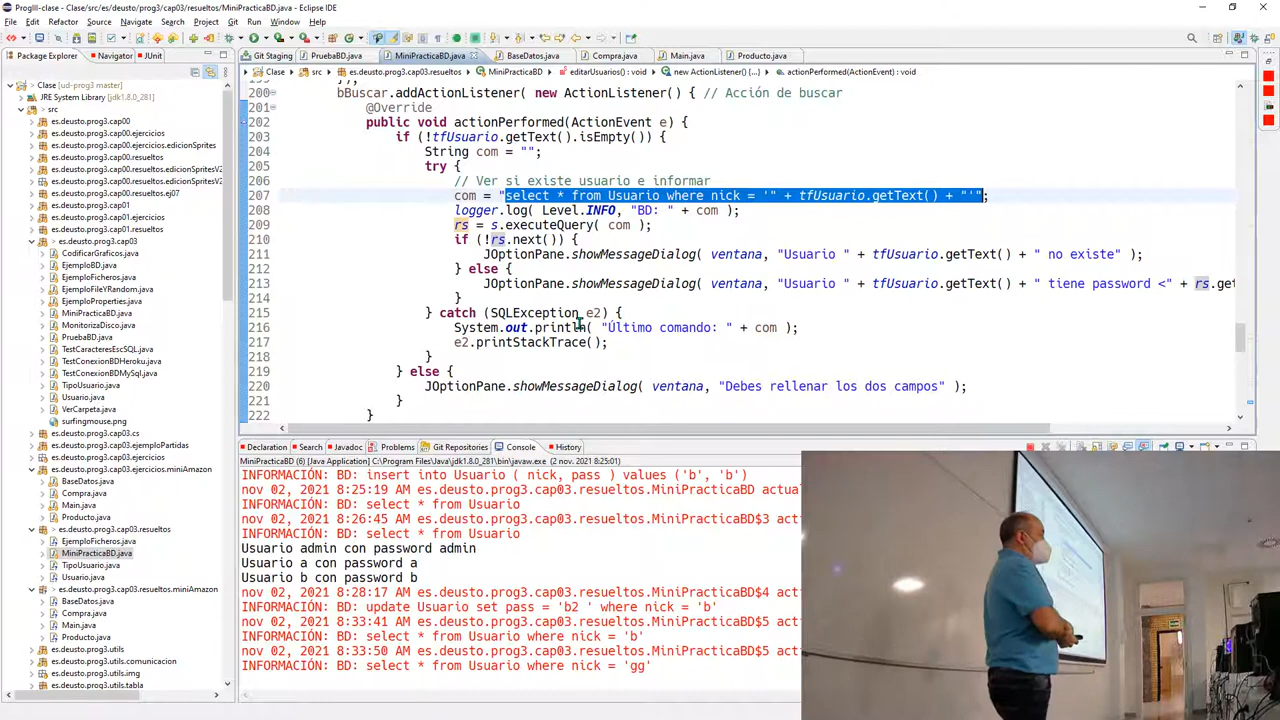 ProgIII-clase - Clase/src/es/deusto/prog3/cap03/resueltos/MiniPracticaBD.java - Eclipse IDE
File Edit Refactor Source Navigate Search Project Git Run Window Help
Package Explorer Navigator JUnit
Git Staging PruebaBD.java MiniPracticaBD.java BaseDatos.java Compra.java Main.java Producto.java
Clase src es.deusto.prog3.cap03.resueltos MiniPracticaBD editarUsuarios() : void new ActionListener() {...} actionPerformed(ActionEvent) : void
Clase [ud-prog3 master]
JRE System Library [jdk1.8.0_281]
src
es.deusto.prog3.cap00
es.deusto.prog3.cap00.ejercicios
es.deusto.prog3.cap00.ejercicios.edicionSprites
es.deusto.prog3.cap00.resueltos
es.deusto.prog3.cap00.resueltos.edicionSprites
es.deusto.prog3.cap00.resueltos.edicionSpritesV2
es.deusto.prog3.cap00.resueltos.ej07
es.deusto.prog3.cap01
es.deusto.prog3.cap01.resueltos
es.deusto.prog3.cap03
CodificarGraficos.java
EjemploBD.java
EjemploFicheros.java
EjemploFileYRandom.java
EjemploProperties.java
MiniPracticaBD.java
MonitorizaDisco.java
PruebaBD.java
TestCaracteresEscSQL.java
TestConexionBDHeroku.java
TestConexionBDMySql.java
TipoUsuario.java
Usuario.java
VerCarpeta.java
surfingmouse.png
es.deusto.prog3.cap03.cs
es.deusto.prog3.cap03.ejemploPartidas
es.deusto.prog3.cap03.ejercicios.miniAmazon
BaseDatos.java
Compra.java
Main.java
Producto.java
es.deusto.prog3.cap03.resueltos
EjemploFicheros.java
MiniPracticaBD.java
TipoUsuario.java
Usuario.java
es.deusto.prog3.cap03.resueltos.miniAmazon
BaseDatos.java
Compra.java
Main.java
Producto.java
es.deusto.prog3.utils
es.deusto.prog3.utils.comunicacion
es.deusto.prog3.utils.img
es.deusto.prog3.utils.tabla
199 });
200 bBuscar.addActionListener( new ActionListener() { // Acción de buscar
201 @Override
202 public void actionPerformed(ActionEvent e) {
203 if (!tfUsuario.getText().isEmpty()) {
204 String com = "";
205 try {
206 // Ver si existe usuario e informar
207 com = "select * from Usuario where nick = '" + tfUsuario.getText() + "'";
208 logger.log( Level.INFO, "BD: " + com );
209 rs = s.executeQuery( com );
210 if (!rs.next()) {
211 JOptionPane.showMessageDialog( ventana, "Usuario " + tfUsuario.getText() + " no existe" );
212 } else {
213 JOptionPane.showMessageDialog( ventana, "Usuario " + tfUsuario.getText() + " tiene password <" + rs.get
214 }
215 } catch (SQLException e2) {
216 System.out.println( "Último comando: " + com );
217 e2.printStackTrace();
218 }
219 } else {
220 JOptionPane.showMessageDialog( ventana, "Debes rellenar los dos campos" );
221 }
222 }
Declaration Search Javadoc Problems Git Repositories Console History
MiniPracticaBD (6) [Java Application] C:\Program Files\Java\jdk1.8.0_281\bin\javaw.exe (2 nov. 2021 8:25:01)
INFORMACIÓN: BD: insert into Usuario ( nick, pass ) values ('b', 'b')
nov 02, 2021 8:25:19 AM es.deusto.prog3.cap03.resueltos.MiniPracticaBD actua
INFORMACIÓN: BD: select * from Usuario
nov 02, 2021 8:26:45 AM es.deusto.prog3.cap03.resueltos.MiniPracticaBD$3 act
INFORMACIÓN: BD: select * from Usuario
Usuario admin con password admin
Usuario a con password a
Usuario b con password b
nov 02, 2021 8:28:17 AM es.deusto.prog3.cap03.resueltos.MiniPracticaBD$4 act
INFORMACIÓN: BD: update Usuario set pass = 'b2 ' where nick = 'b'
nov 02, 2021 8:33:41 AM es.deusto.prog3.cap03.resueltos.MiniPracticaBD$5 act
INFORMACIÓN: BD: select * from Usuario where nick = 'b'
nov 02, 2021 8:33:50 AM es.deusto.prog3.cap03.resueltos.MiniPracticaBD$5 act
INFORMACIÓN: BD: select * from Usuario where nick = 'gg'